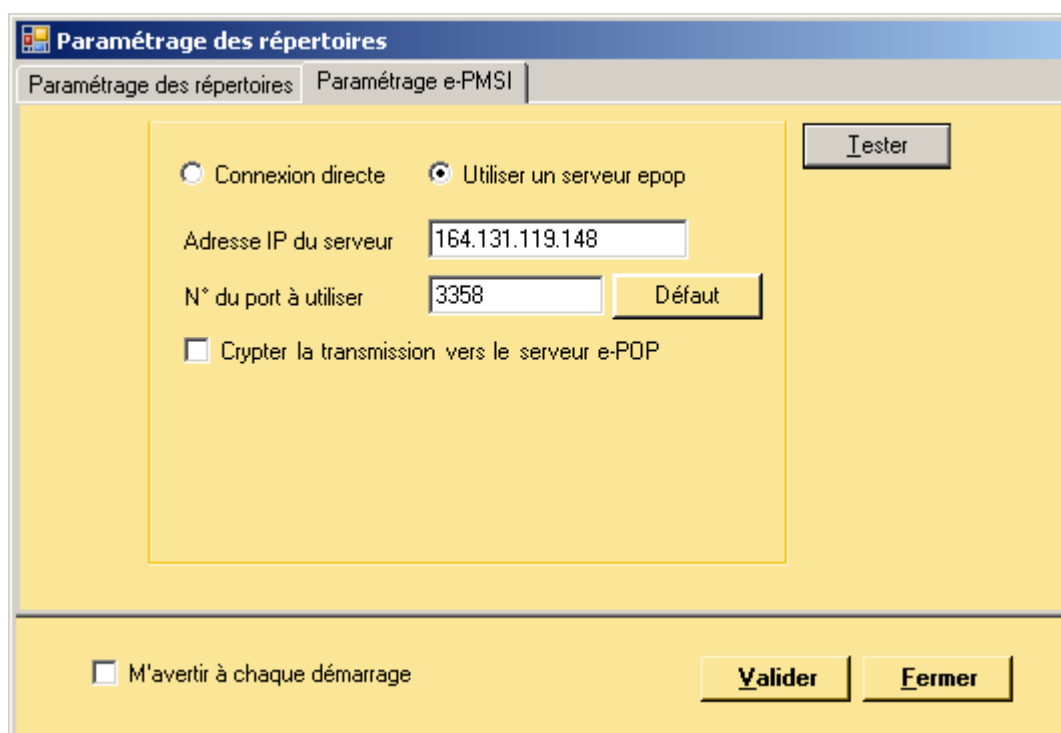 Paramétrage des répertoires
Paramétrage des répertoires Paramétrage e-PMSI
Tester
Connexion directe Utiliser un serveur epop
Adresse IP du serveur 164.131.119.148
N° du port à utiliser 3358 Défaut
Crypter la transmission vers le serveur e-POP
M'avertir à chaque démarrage Valider Fermer